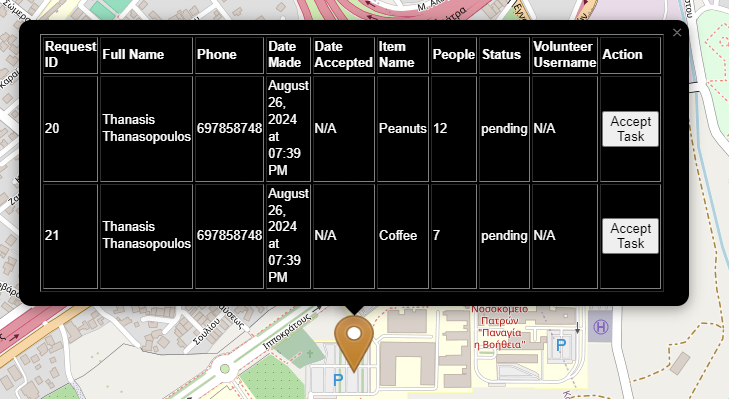 Request ID	Full Name	Phone	Date Made	Date Accepted	Item Name	People	Status	Volunteer Username	Action
20	Thanasis Thanasopoulos	697858748	August 26, 2024 at 07:39 PM	N/A	Peanuts	12	pending	N/A	Accept Task
21	Thanasis Thanasopoulos	697858748	August 26, 2024 at 07:39 PM	N/A	Coffee	7	pending	N/A	Accept Task
×
Ιπποκράτους
Σουλίου
Νοσοκομείο
Πατρών
"Παναγία
η Βοήθεια"
P
P
H